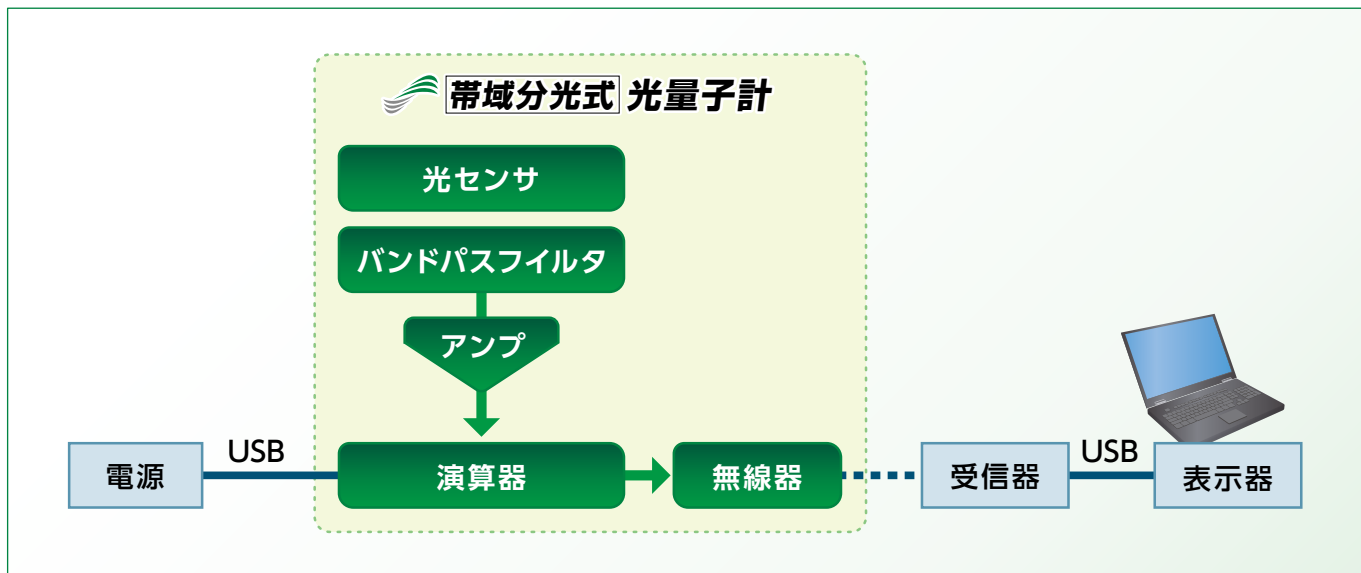 帯域分光式 光量子計
光センサ
バンドパスフイルタ
アンプ
電源
USB
演算器
無線器
受信器
USB
表示器